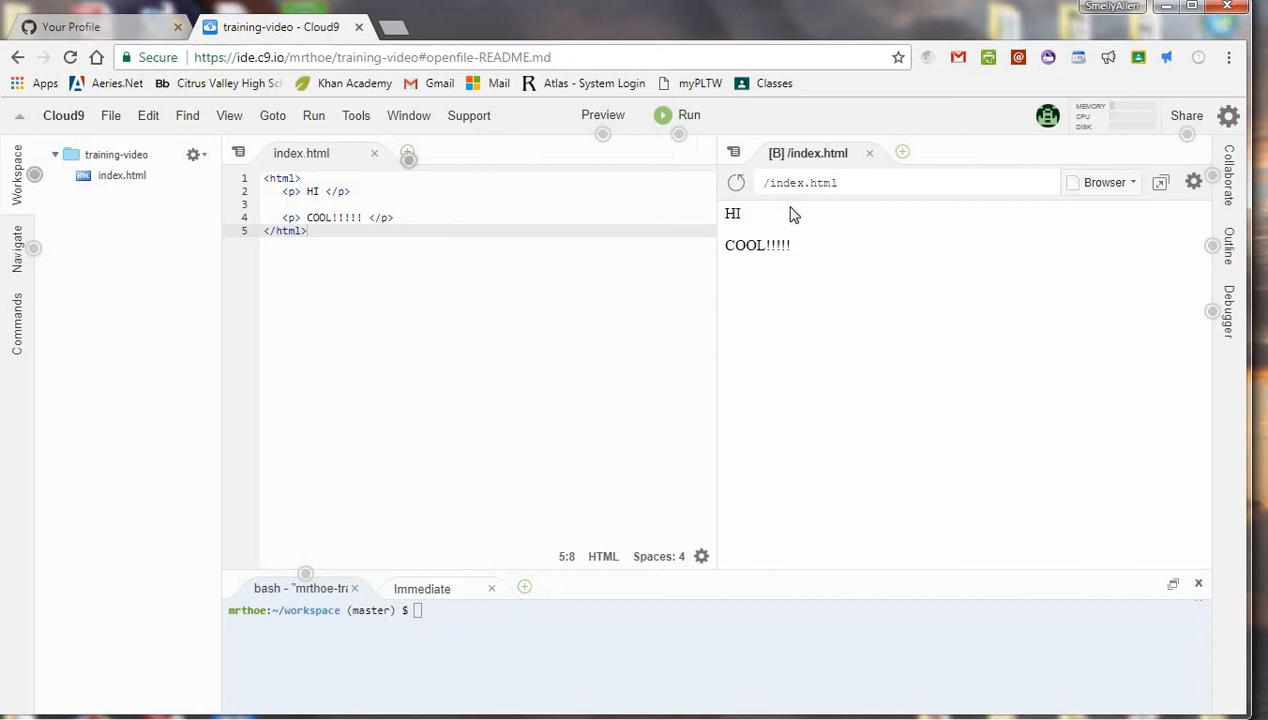 SmellyAllen
Your Profile
training-video - Cloud9
Secure
https://ide.c9.io/mrthoe/training-video#openfile-README.md
Apps
Aeries.Net
Bb
Citrus Valley High Sch
Khan Academy
Gmail
Mail
Atlas - System Login
myPLTW
Classes
Cloud9
File
Edit
Find
View
Goto
Run
Tools
Window
Support
Preview
Run
MEMORY
CPU
DISK
Share
Workspace
Navigate
Commands
training-video
index.html
index.html
1 <html>
2 <p> HI </p>
3
4 <p> COOL!!!!! </p>
5 </html>
5:8 HTML Spaces: 4
[B] /index.html
/index.html
Browser
HI
COOL!!!!!
Collaborate
Outline
Debugger
bash - "mrthoe-tra
Immediate
mrthoe:~/workspace (master) $